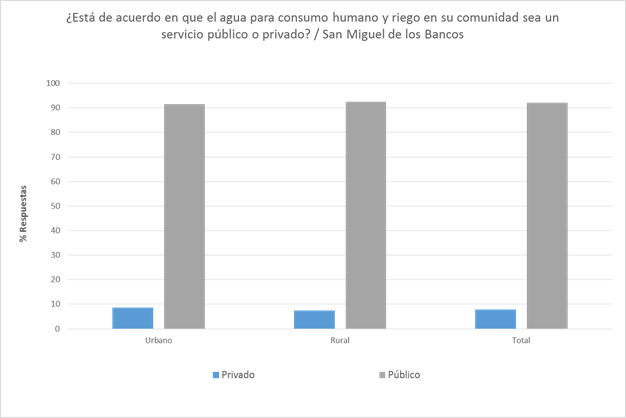 ¿Está de acuerdo en que el agua para consumo humano y riego en su comunidad sea un
servicio público o privado? / San Miguel de los Bancos
100
90
80
70
60
50
40
30
20
10
0
% Respuestas
Urbano Rural Total
Privado Público